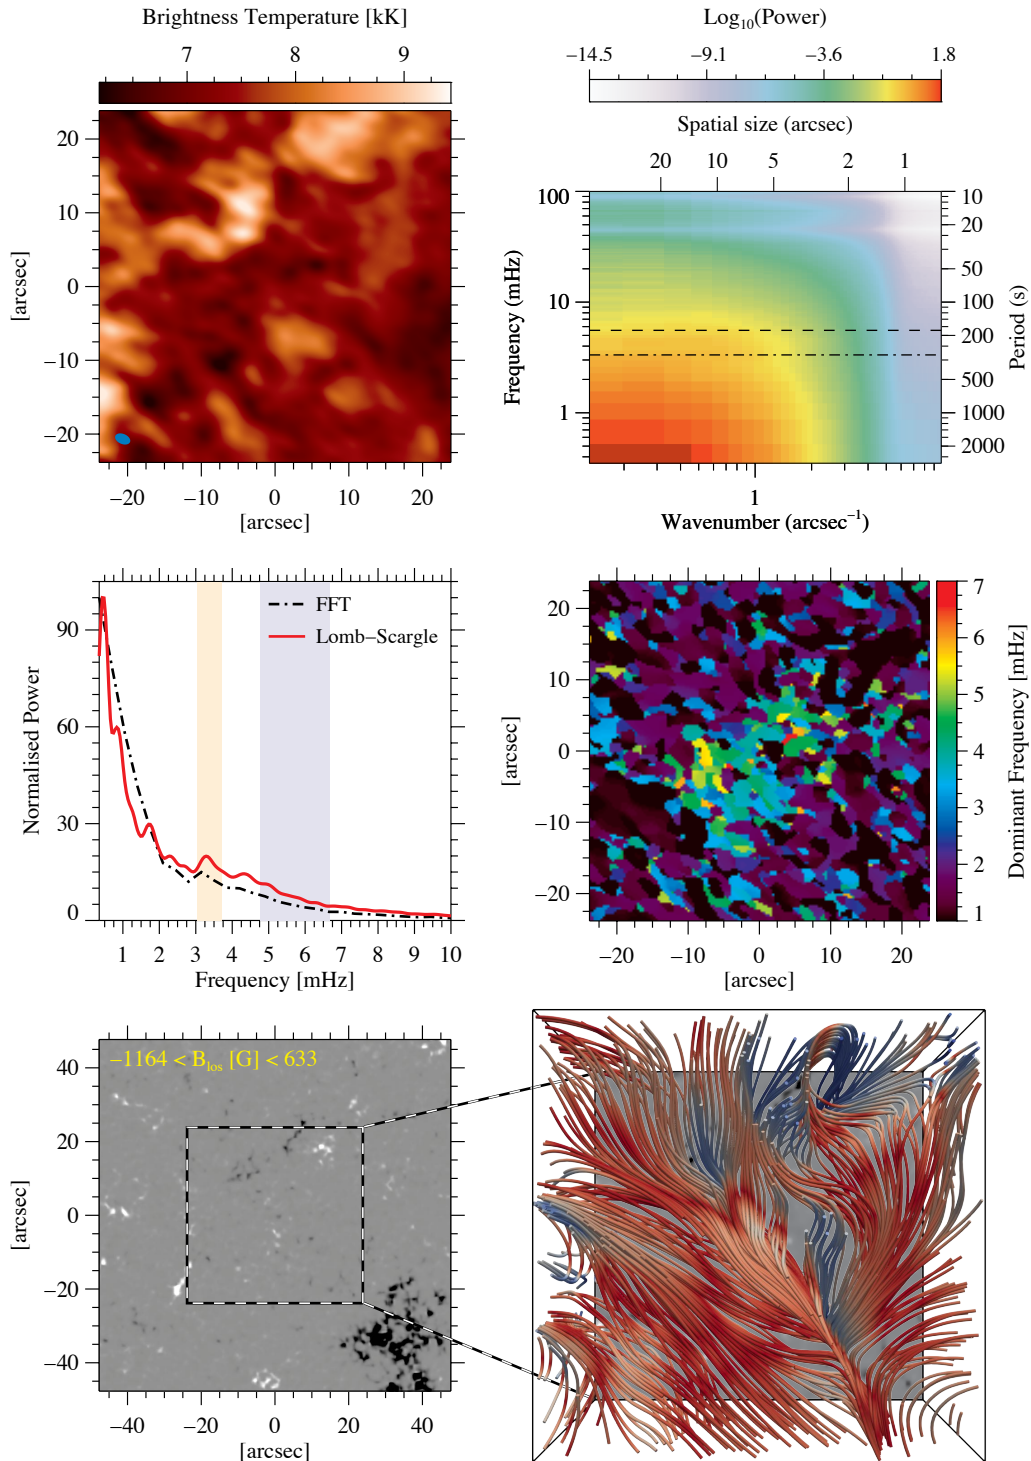 Brightness Temperature [kK]
7 8 9
20
10
0
−10
−20
[arcsec]
−20 −10 0 10 20
[arcsec]
Log10(Power)
−14.5 −9.1 −3.6 1.8
Spatial size (arcsec)
20 10 5 2 1
100
10
1
Frequency (mHz)
10
20
50
100
200
500
1000
2000
Period (s)
1
Wavenumber (arcsec−1)
FFT
Lomb−Scargle
90
60
30
0
Normalised Power
1 2 3 4 5 6 7 8 9 10
Frequency [mHz]
20
10
0
−10
−20
[arcsec]
−20 −10 0 10 20
[arcsec]
7
6
5
4
3
2
1
Dominant Frequency [mHz]
−1164 < Blos [G] < 633
40
20
0
−20
−40
[arcsec]
−40 −20 0 20 40
[arcsec]